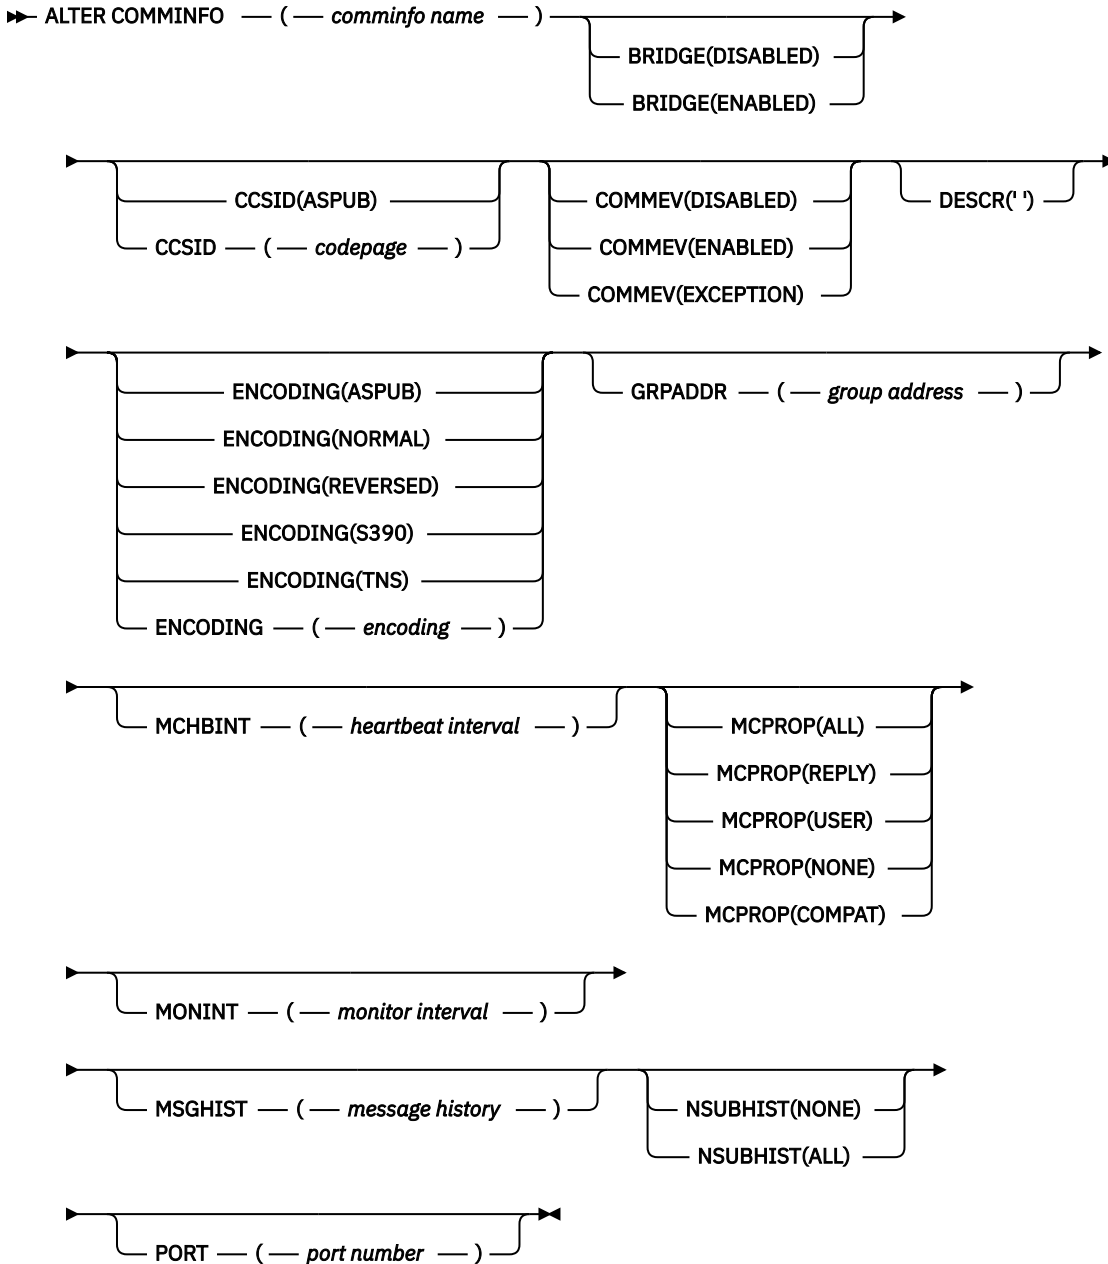 ALTER COMMINFO ( comminfo name )
BRIDGE(DISABLED)
BRIDGE(ENABLED)
CCSID(ASPUB)
CCSID ( codepage )
COMMEV(DISABLED)
COMMEV(ENABLED)
COMMEV(EXCEPTION)
DESCR(' ')
ENCODING(ASPUB)
ENCODING(NORMAL)
ENCODING(REVERSED)
ENCODING(S390)
ENCODING(TNS)
ENCODING ( encoding )
GRPADDR ( group address )
MCHBINT ( heartbeat interval )
MCPROP(ALL)
MCPROP(REPLY)
MCPROP(USER)
MCPROP(NONE)
MCPROP(COMPAT)
MONINT ( monitor interval )
MSGHIST ( message history )
NSUBHIST(NONE)
NSUBHIST(ALL)
PORT ( port number )